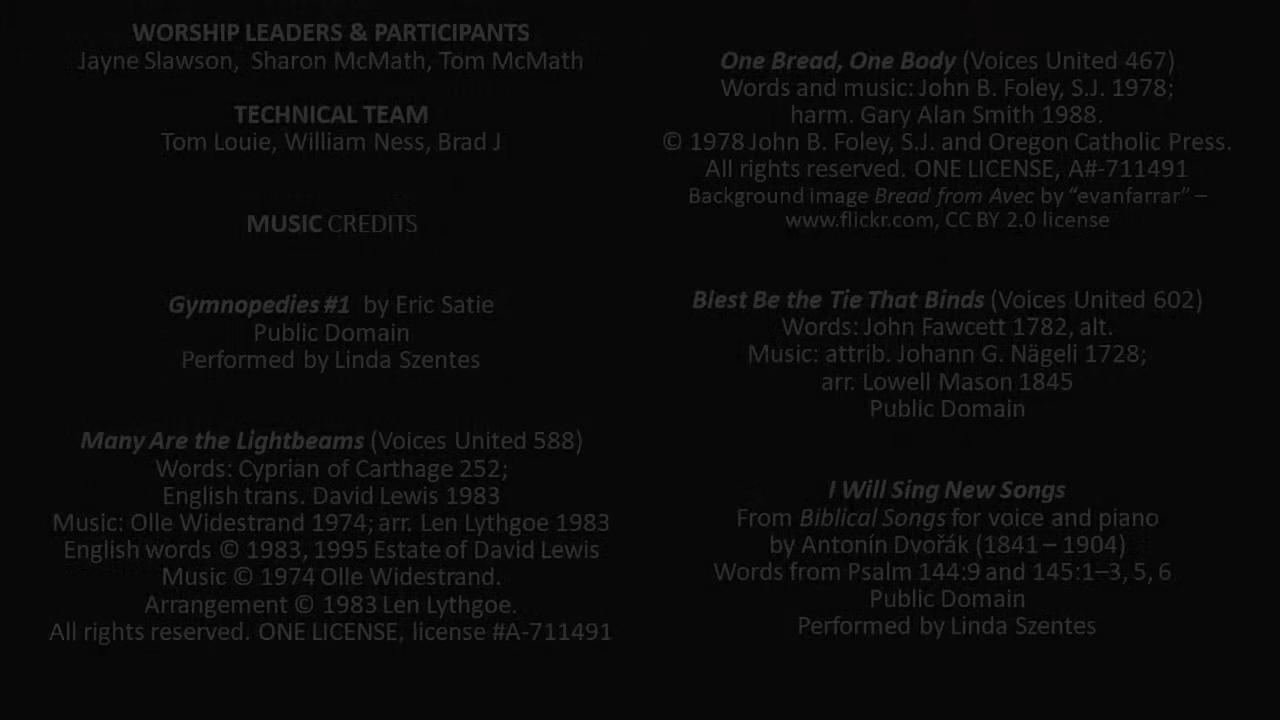 WORSHIP LEADERS & PARTICIPANTS
Jayne Slawson, Sharon McMath, Tom McMath
TECHNICAL TEAM
Tom Louie, William Ness, Brad J
MUSIC CREDITS
Gymnopedies #1 by Eric Satie
Public Domain
Performed by Linda Szentes
Many Are the Lightbeams (Voices United 588)
Words: Cyprian of Carthage 252;
English trans. David Lewis 1983
Music: Olle Widestrand 1974; arr. Len Lythgoe 1983
English words © 1983, 1995 Estate of David Lewis
Music © 1974 Olle Widestrand.
Arrangement © 1983 Len Lythgoe.
All rights reserved. ONE LICENSE, license #A-711491
One Bread, One Body (Voices United 467)
Words and music: John B. Foley, S.J. 1978;
harm. Gary Alan Smith 1988.
© 1978 John B. Foley, S.J. and Oregon Catholic Press.
All rights reserved. ONE LICENSE, A#-711491
Background image Bread from Avec by “evanfarrar” –
www.flickr.com, CC BY 2.0 license
Blest Be the Tie That Binds (Voices United 602)
Words: John Fawcett 1782, alt.
Music: attrib. Johann G. Nägeli 1728;
arr. Lowell Mason 1845
Public Domain
I Will Sing New Songs
From Biblical Songs for voice and piano
by Antonín Dvořák (1841 – 1904)
Words from Psalm 144:9 and 145:1–3, 5, 6
Public Domain
Performed by Linda Szentes